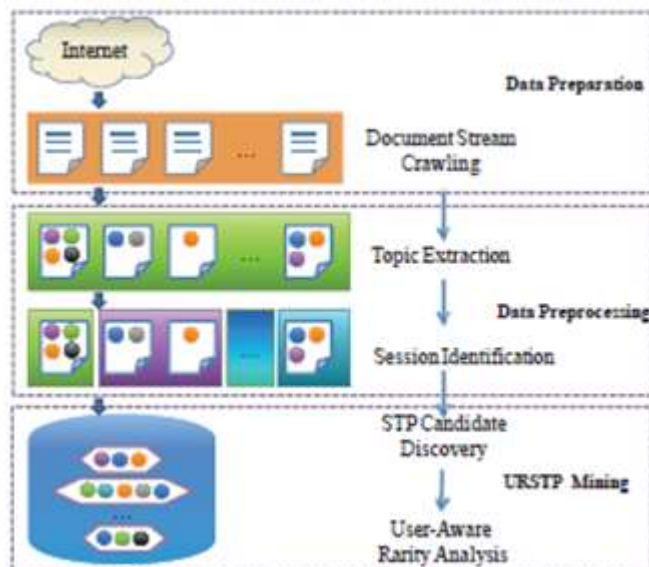 Internet
Data Preparation
Document Stream
Crawling
...
Topic Extraction
...
Data Preprocessing
Session Identification
...
STP Candidate
Discovery
URSTP Mining
...
User-Aware
Rarity Analysis